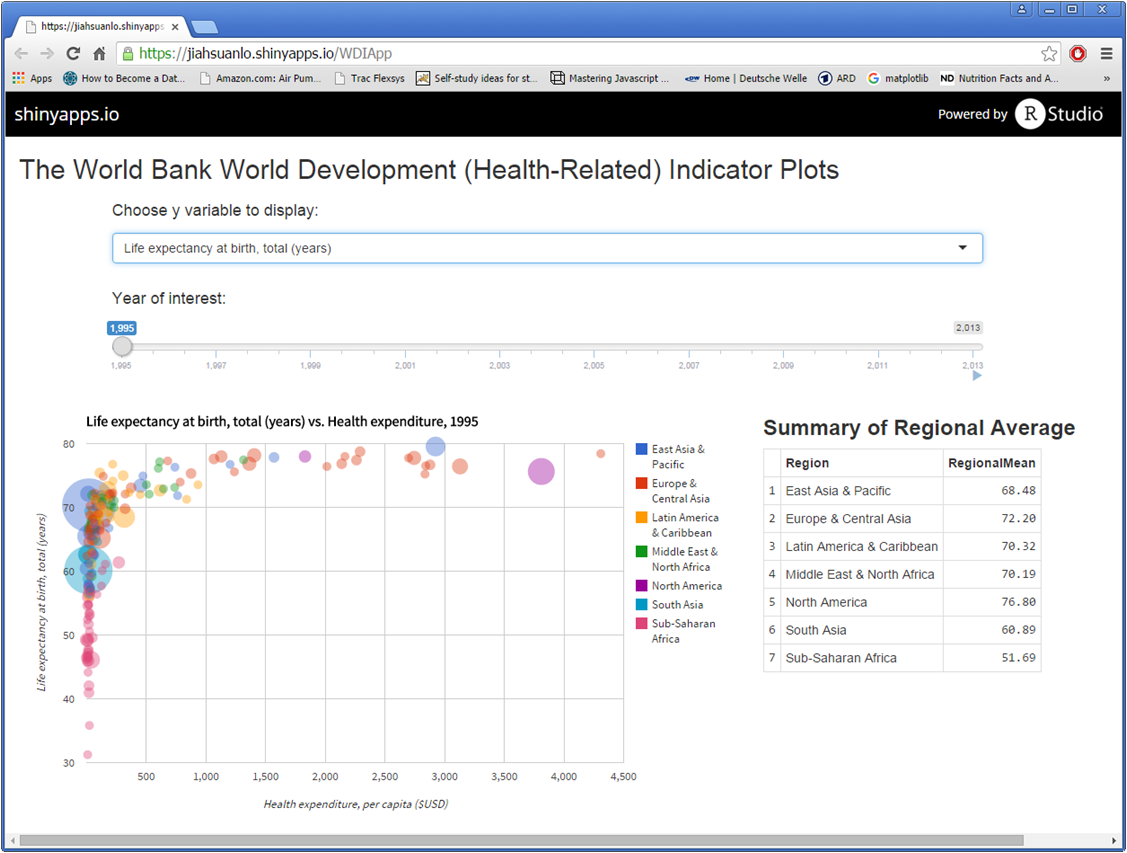 https://jiahsuanlo.shinyapps
https://jiahsuanlo.shinyapps.io/WDIApp
Apps How to Become a Dat... Amazon.com: Air Pum... Trac Flexsys Self-study ideas for st... Mastering Javascript ... DW Home | Deutsche Welle ARD G matplotlib ND Nutrition Facts and A... »
shinyapps.io Powered by R Studio
The World Bank World Development (Health-Related) Indicator Plots
Choose y variable to display:
Life expectancy at birth, total (years)
Year of interest:
1,995 2,013
1,995 1,997 1,999 2,001 2,003 2,005 2,007 2,009 2,011 2,013
Life expectancy at birth, total (years) vs. Health expenditure, 1995
80
70
60
50
40
30
Life expectancy at birth, total (years)
500 1,000 1,500 2,000 2,500 3,000 3,500 4,000 4,500
Health expenditure, per capita ($USD)
East Asia &
Pacific
Europe &
Central Asia
Latin America
& Caribbean
Middle East &
North Africa
North America
South Asia
Sub-Saharan
Africa
Summary of Regional Average
Region RegionalMean
1 East Asia & Pacific 68.48
2 Europe & Central Asia 72.20
3 Latin America & Caribbean 70.32
4 Middle East & North Africa 70.19
5 North America 76.80
6 South Asia 60.89
7 Sub-Saharan Africa 51.69